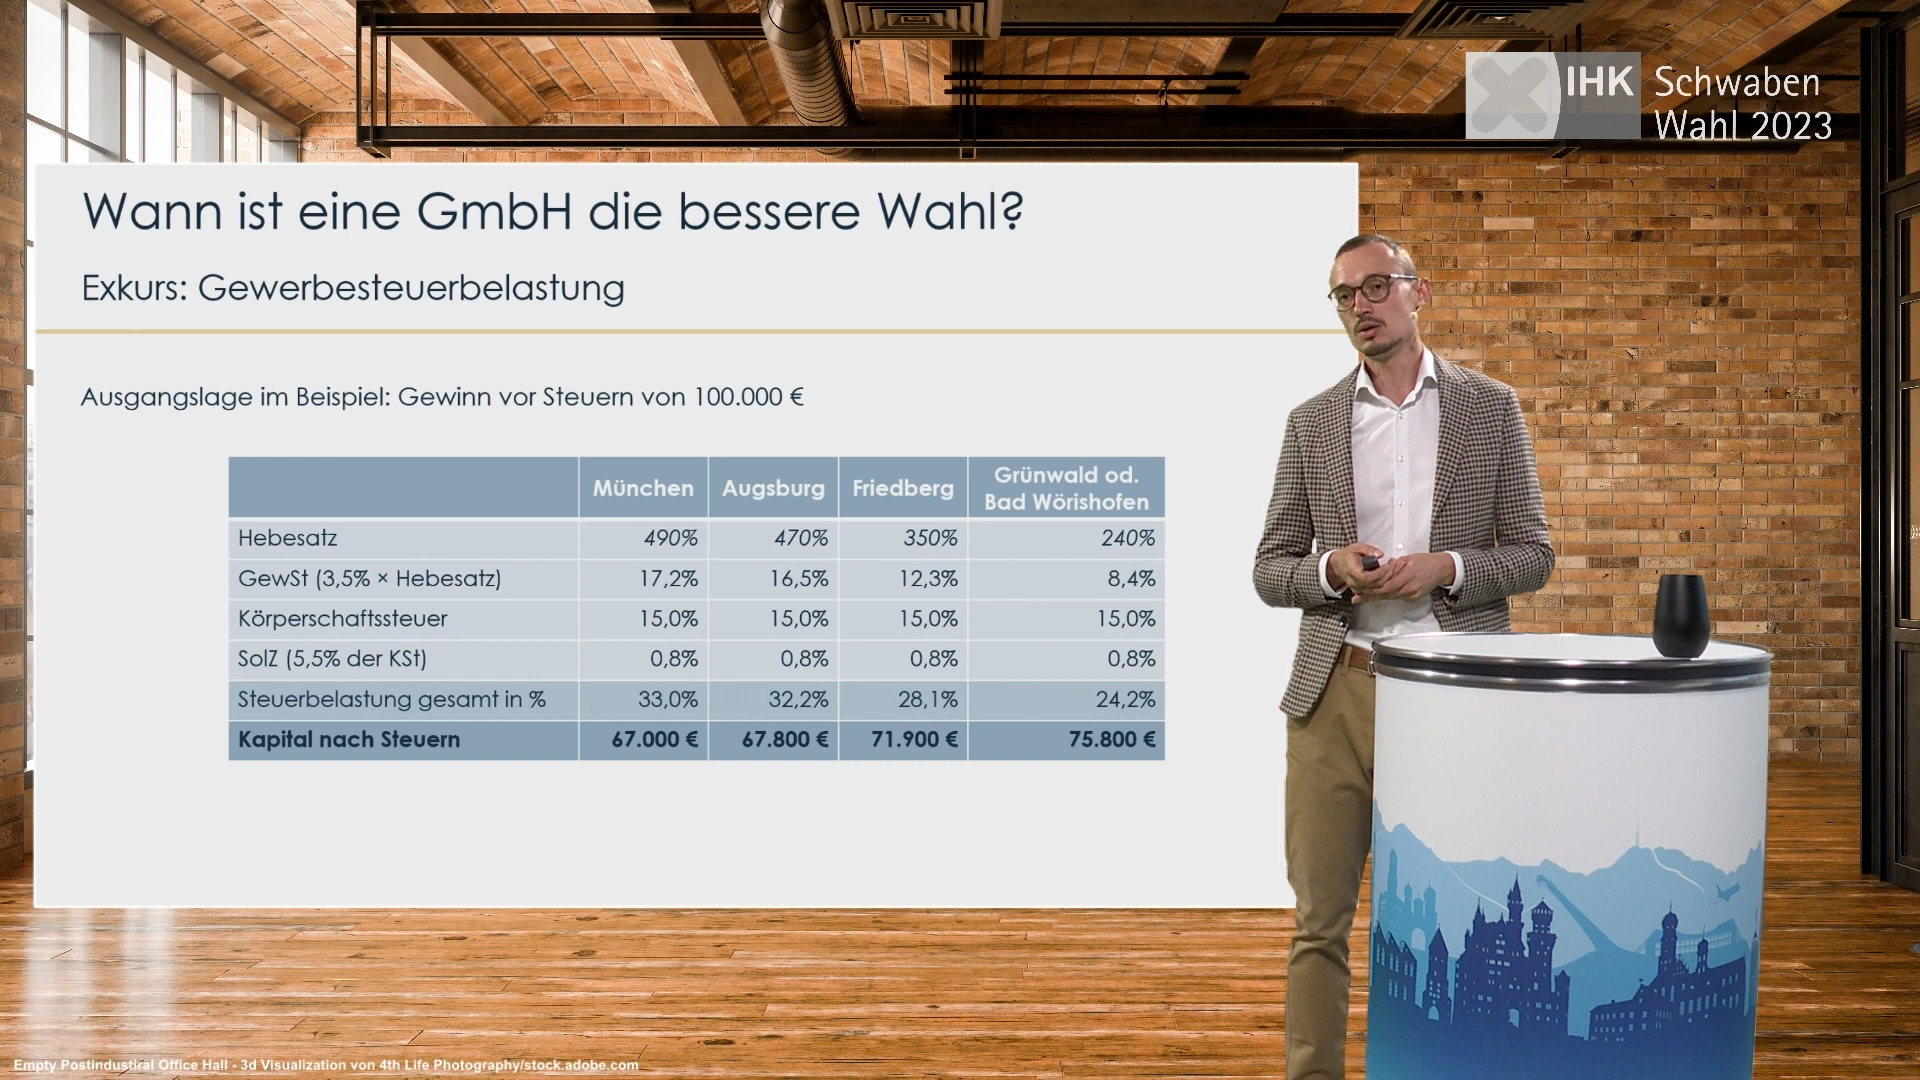 IHK Schwaben
Wahl 2023
Wann ist eine GmbH die bessere Wahl?
Exkurs: Gewerbesteuerbelastung
Ausgangslage im Beispiel: Gewinn vor Steuern von 100.000 €
München Augsburg Friedberg Grünwald od.
Bad Wörishofen
Hebesatz 490% 470% 350% 240%
GewSt (3,5% × Hebesatz) 17,2% 16,5% 12,3% 8,4%
Körperschaftssteuer 15,0% 15,0% 15,0% 15,0%
SolZ (5,5% der KSt) 0,8% 0,8% 0,8% 0,8%
Steuerbelastung gesamt in % 33,0% 32,2% 28,1% 24,2%
Kapital nach Steuern 67.000 € 67.800 € 71.900 € 75.800 €
Empty Postindustiral Office Hall - 3d Visualization von 4th Life Photography/stock.adobe.com